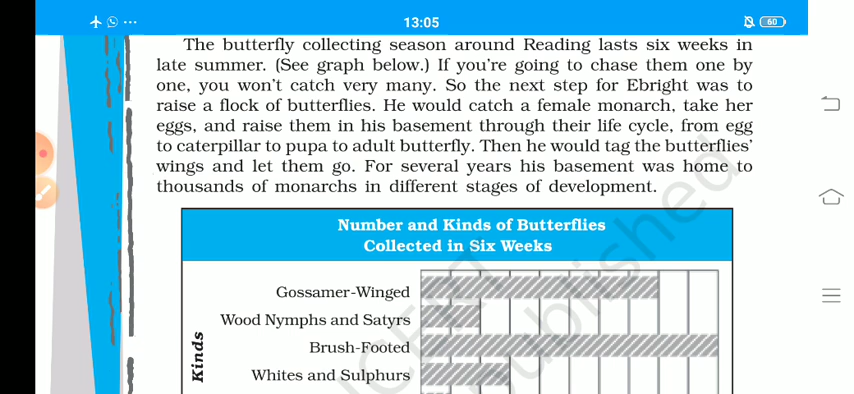 13:05
60
The butterfly collecting season around Reading lasts six weeks in
late summer. (See graph below.) If you're going to chase them one by
one, you won't catch very many. So the next step for Ebright was to
raise a flock of butterflies. He would catch a female monarch, take her
eggs, and raise them in his basement through their life cycle, from egg
to caterpillar to pupa to adult butterfly. Then he would tag the butterflies'
wings and let them go. For several years his basement was home to
thousands of monarchs in different stages of development.
Number and Kinds of Butterflies
Collected in Six Weeks
Kinds
Gossamer-Winged
Wood Nymphs and Satyrs
Brush-Footed
Whites and Sulphurs
published